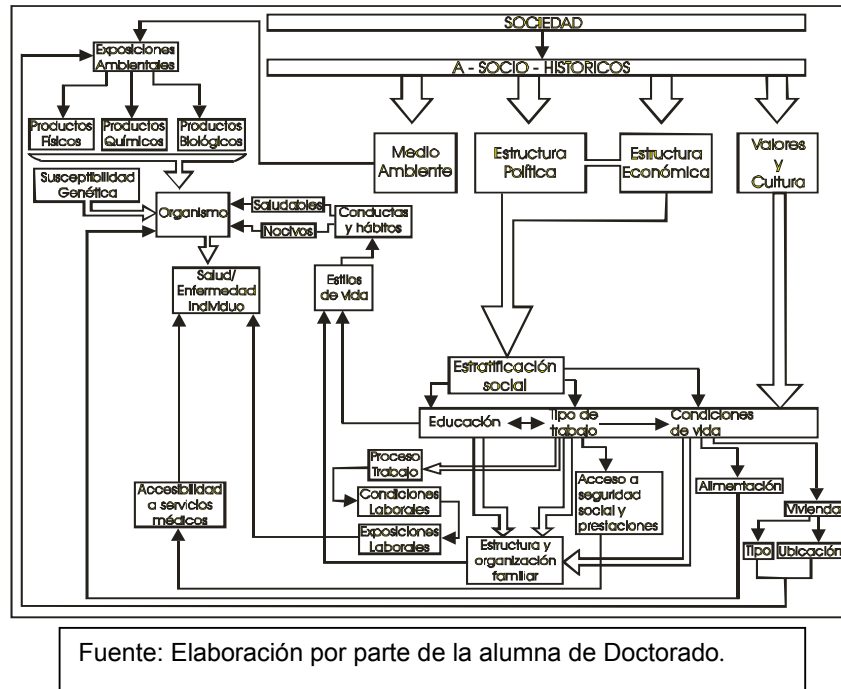 SOCIEDAD
A - SOCIO - HISTORICOS
Exposiciones
Ambientales
Productos
Físicos
Productos
Químicos
Productos
Biológicos
Medio
Ambiente
Estructura
Política
Estructura
Económica
Valores
y
Cultura
Susceptibilidad
Genética
Organismo
Saludables
Nocivos
Conductas
y hábitos
Salud/
Enfermedad
Individuo
Estilos
de vida
Estratificación
social
Educación
Tipo de
trabajo
Condiciones
de vida
Proceso
Trabajo
Condiciones
Laborales
Exposiciones
Laborales
Accesibilidad
a servicios
médicos
Acceso a
seguridad
social y
prestaciones
Alimentación
Vivienda
Tipo
Ubicación
Estructura y
organización
familiar
Fuente: Elaboración por parte de la alumna de Doctorado.